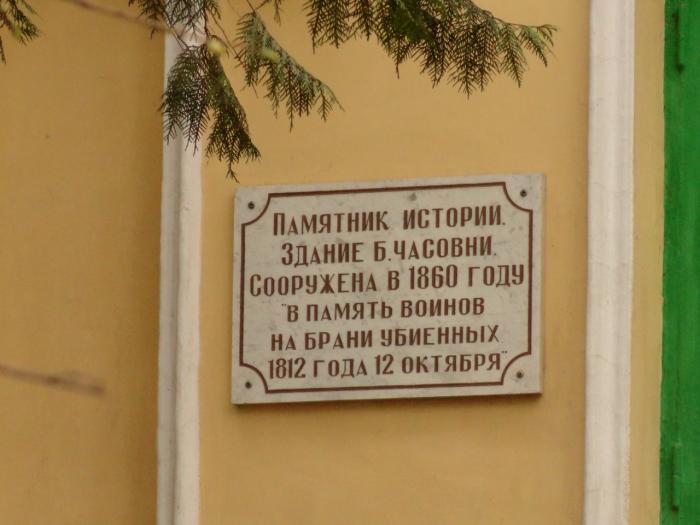 Памятник истории.
Здание б. часовни.
Сооружена в 1860 году
"в память воинов
на брани убиенных
1812 года 12 октября"